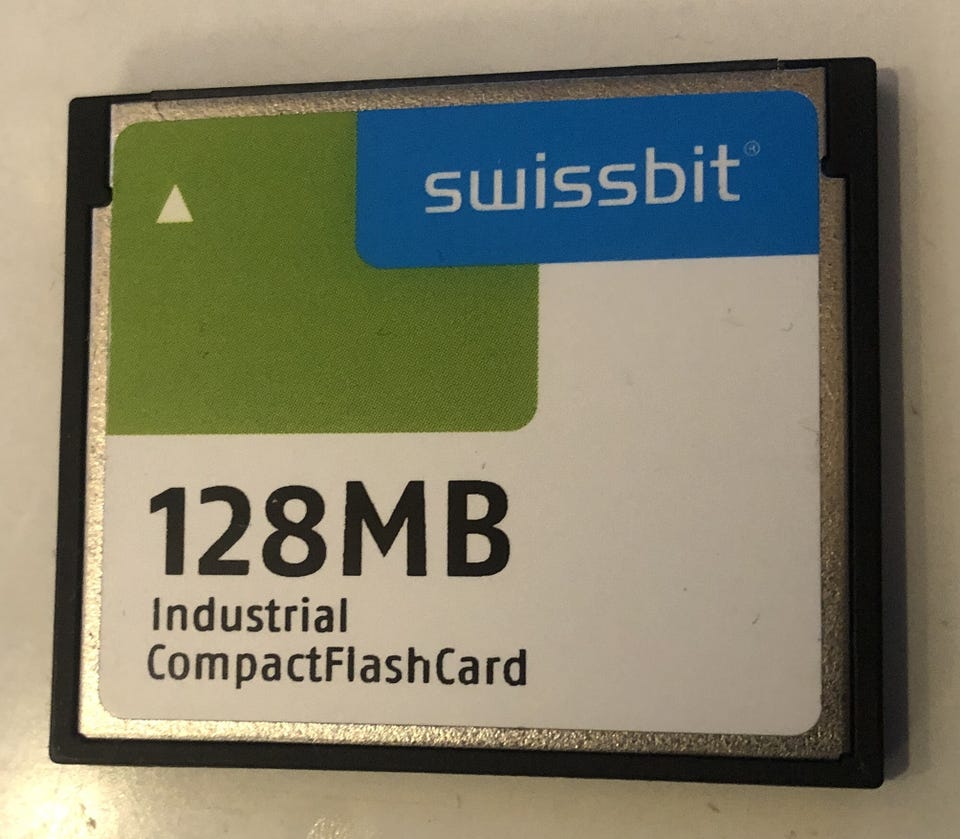 swissbit®
128MB
Industrial
CompactFlashCard